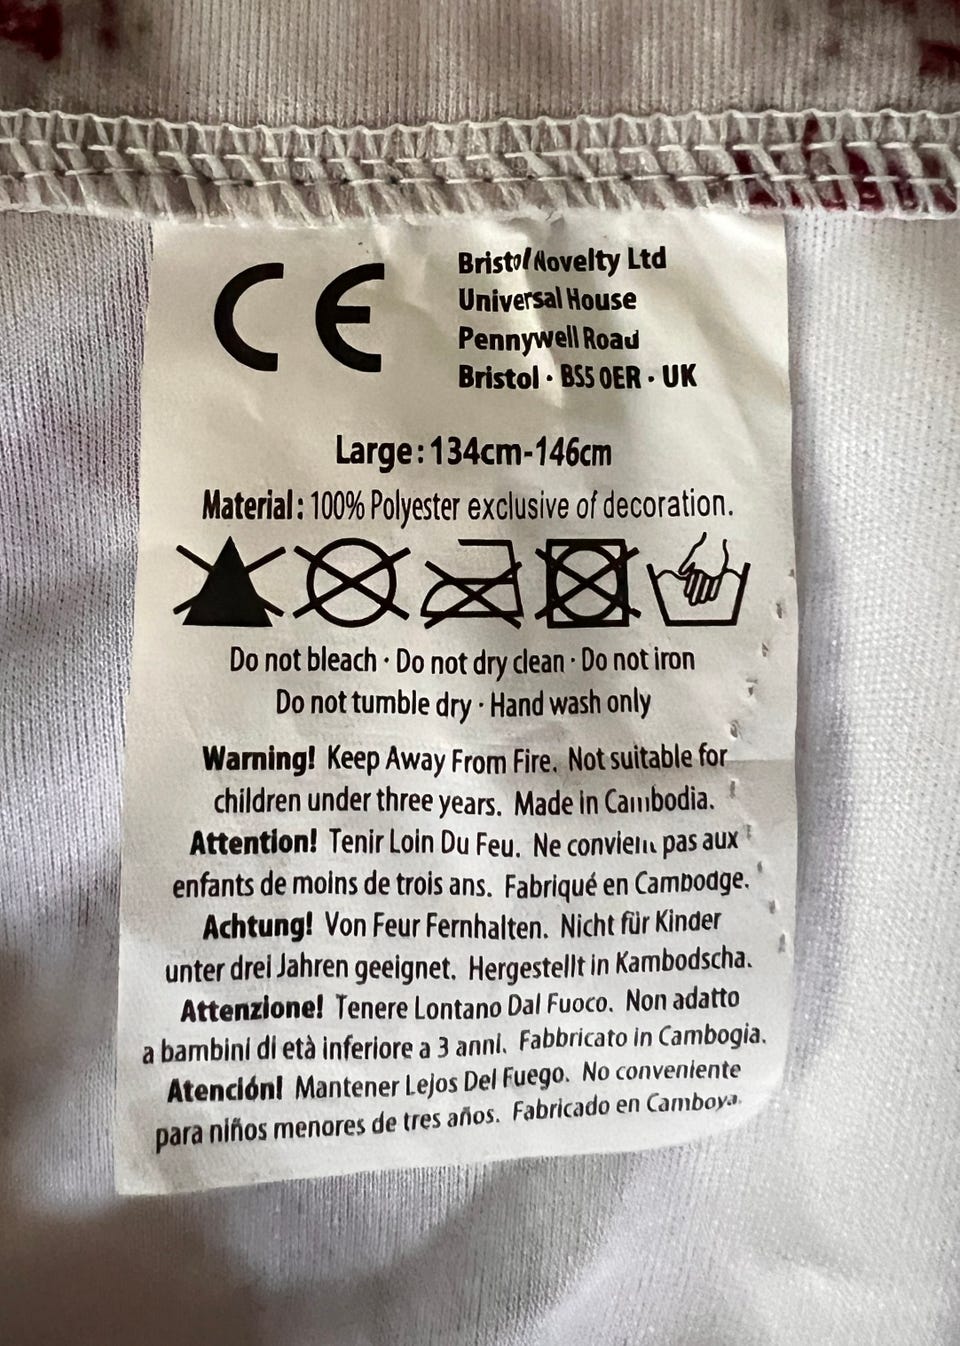 CE
Bristol Novelty Ltd
Universal House
Pennywell Road
Bristol · BS5 0ER · UK
Large: 134cm-146cm
Material: 100% Polyester exclusive of decoration.
Do not bleach · Do not dry clean · Do not iron
Do not tumble dry · Hand wash only
Warning! Keep Away From Fire. Not suitable for
children under three years. Made in Cambodia.
Attention! Tenir Loin Du Feu. Ne convient pas aux
enfants de moins de trois ans. Fabriqué en Cambodge.
Achtung! Von Feur Fernhalten. Nicht für Kinder
unter drei Jahren geeignet. Hergestellt in Kambodscha.
Attenzione! Tenere Lontano Dal Fuoco. Non adatto
a bambini di età inferiore a 3 anni. Fabbricato in Cambogia.
Atención! Mantener Lejos Del Fuego. No conveniente
para niños menores de tres años. Fabricado en Camboya.